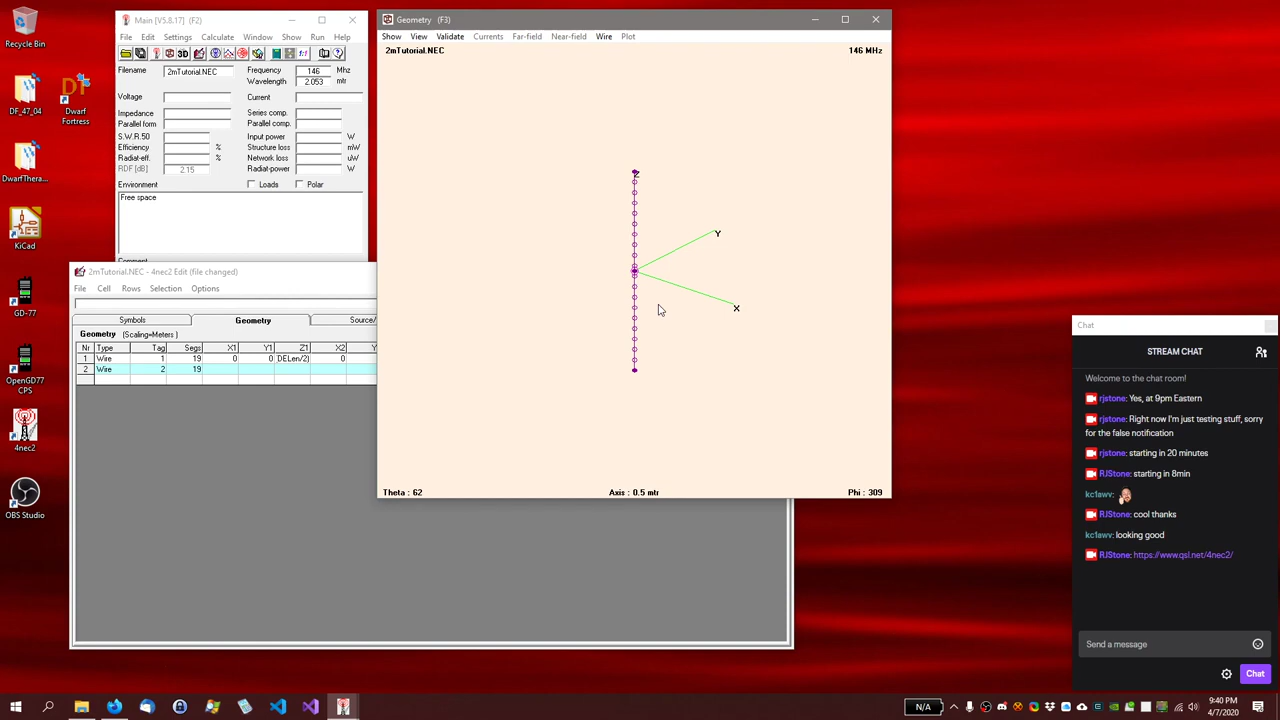 Recycle Bin
DF_47_04
Dwarf
Fortress
DwarfThera...
KiCad
GD-77
OpenGD77
CPS
4nec2
OBS Studio
Main [V5.8.17] (F2)
File Edit Settings Calculate Window Show Run Help
3D
Filename 2mTutorial.NEC Frequency 146 Mhz
Wavelength 2.053 mtr
Voltage Current
Impedance Series comp.
Parallel form Parallel comp.
S.W.R.50 Input power W
Efficiency % Structure loss mW
Radiat-eff. % Network loss uW
RDF [dB] 2.15 Radiat-power W
Environment Loads Polar
Free space
Comment
2mTutorial.NEC - 4nec2 Edit (file changed)
File Cell Rows Selection Options
Symbols Geometry Source/
Geometry (Scaling=Meters )
Nr Type Tag Segs X1 Y1 Z1 X2 Y
1 Wire 1 19 0 0 DELen/2) 0
2 Wire 2 19
Geometry (F3)
Show View Validate Currents Far-field Near-field Wire Plot
2mTutorial.NEC 146 MHz
Z
Y
X
Theta : 62 Axis : 0.5 mtr Phi : 309
Chat
STREAM CHAT
Welcome to the chat room!
rjstone: Yes, at 9pm Eastern
rjstone: Right now I'm just testing stuff, sorry
for the false notification
rjstone: starting in 20 minutes
RJStone: starting in 8min
kc1awv:
RJStone: cool thanks
kc1awv: looking good
RJStone: https://www.qsl.net/4nec2/
Send a message
Chat
N/A
9:40 PM
4/7/2020